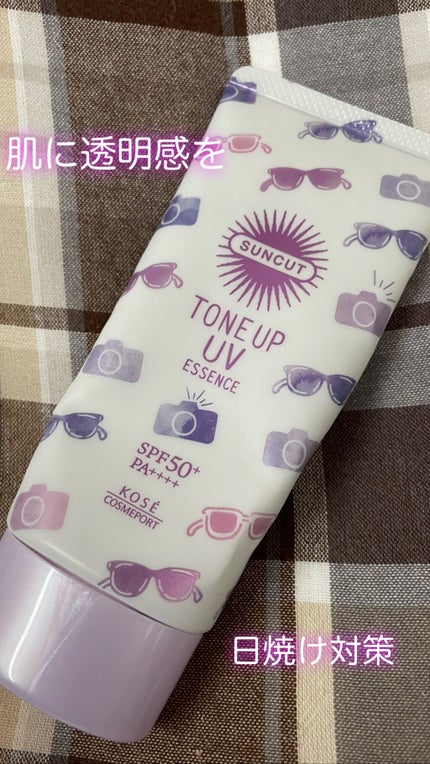 肌に透明感を
SUNCUT
TONE UP
UV
ESSENCE
SPF50+
PA++++
KOSÉ
COSMEPORT
日焼け対策